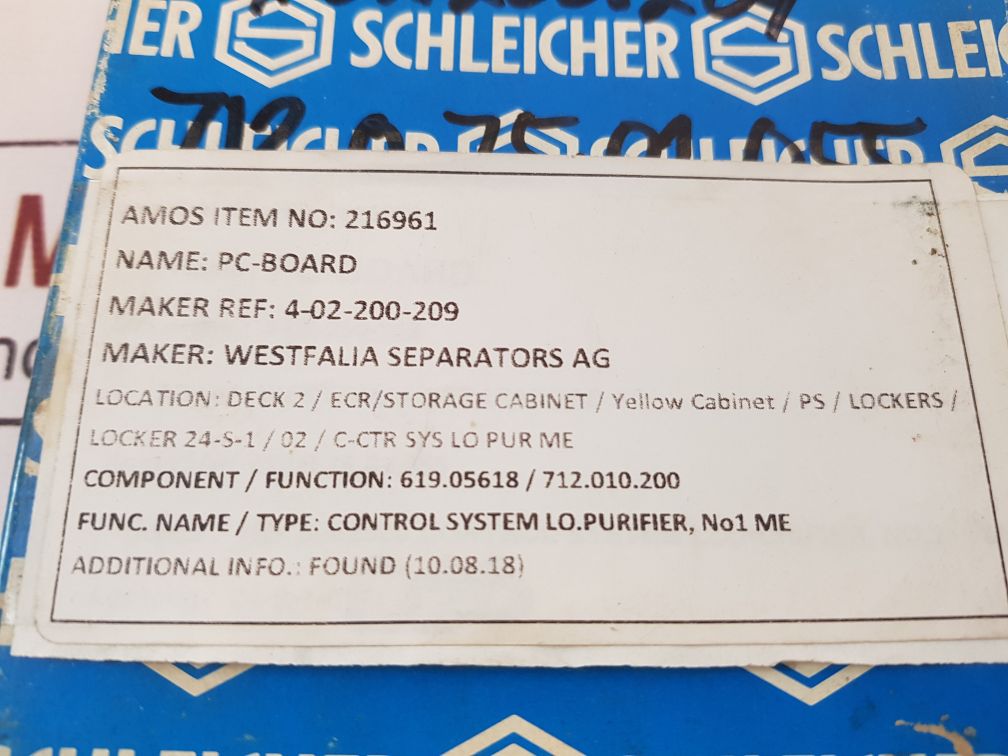 IER SCHLEICHER SCHLEIC
SCHLEICHER
AMOS ITEM NO: 216961
NAME: PC-BOARD
MAKER REF: 4-02-200-209
MAKER: WESTFALIA SEPARATORS AG
LOCATION: DECK 2 / ECR/STORAGE CABINET / Yellow Cabinet / PS / LOCKERS /
LOCKER 24-S-1 / 02 / C-CTR SYS LO PUR ME
COMPONENT / FUNCTION: 619.05618 / 712.010.200
FUNC. NAME / TYPE: CONTROL SYSTEM LO.PURIFIER, No1 ME
ADDITIONAL INFO.: FOUND (10.08.18)